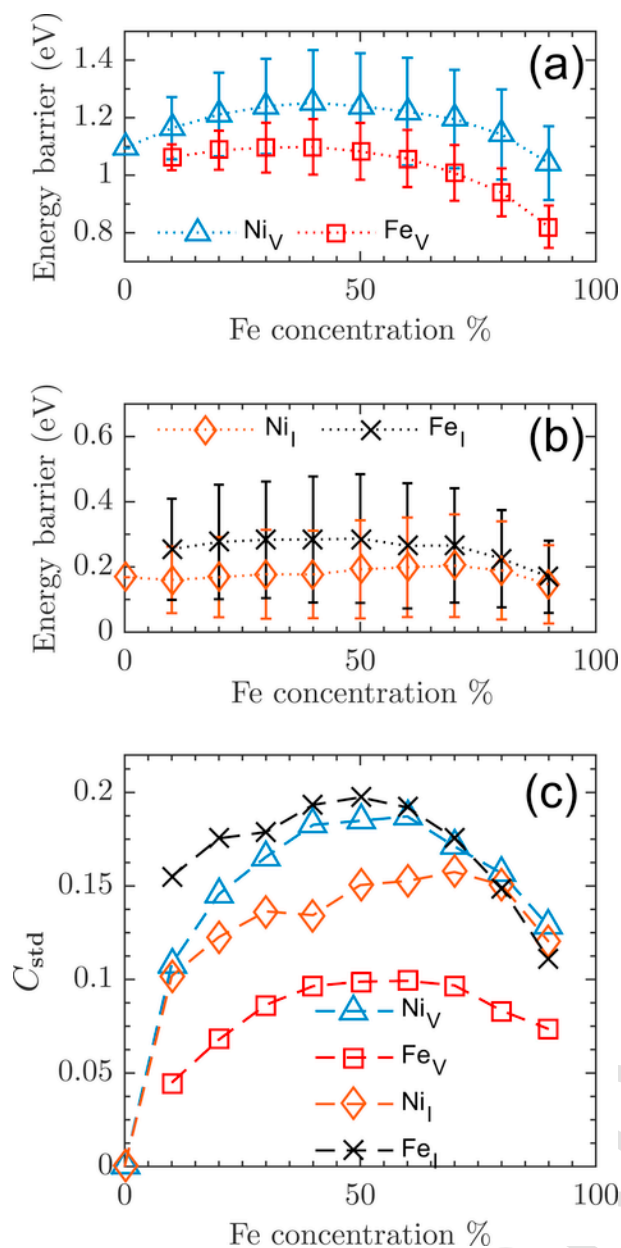 (a)
Energy barrier (eV)
1.4
1.2
1
0.8
Ni_V Fe_V
0 50 100
Fe concentration %
(b)
Energy barrier (eV)
0.6
0.4
0.2
0
Ni_I Fe_I
0 50 100
Fe concentration %
(c)
C_std
0.2
0.15
0.1
0.05
0
Ni_V
Fe_V
Ni_I
Fe_I
0 50 100
Fe concentration %